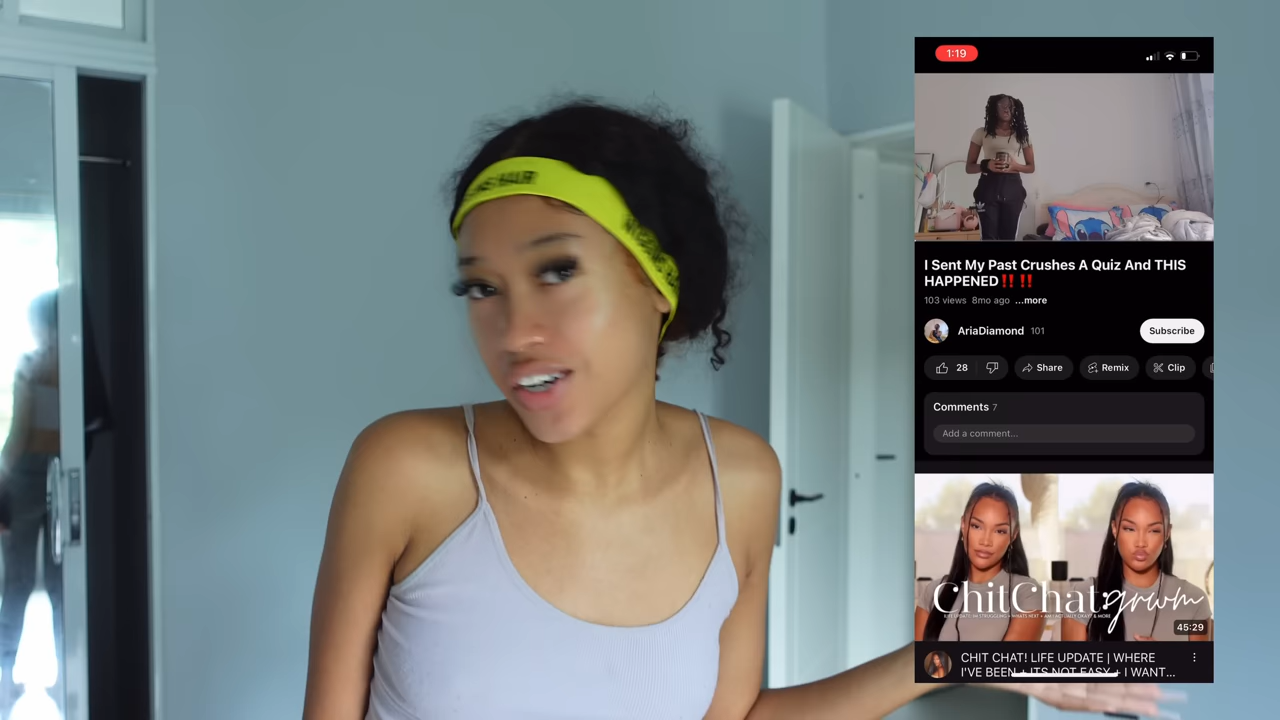 HAIR
1:19
I Sent My Past Crushes A Quiz And THIS
HAPPENED‼️ ‼️
103 views 8mo ago ...more
AriaDiamond 101
Subscribe
28
Share
Remix
Clip
Comments 7
Add a comment...
ChitChat: grwm
45:29
CHIT CHAT! LIFE UPDATE | WHERE
I'VE BEEN + ITS NOT EASY + I WANT...